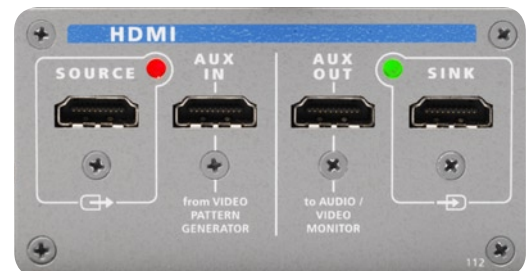 HDMI
SOURCE
AUX
IN
from VIDEO
PATTERN
GENERATOR
AUX
OUT
to AUDIO /
VIDEO
MONITOR
SINK
112